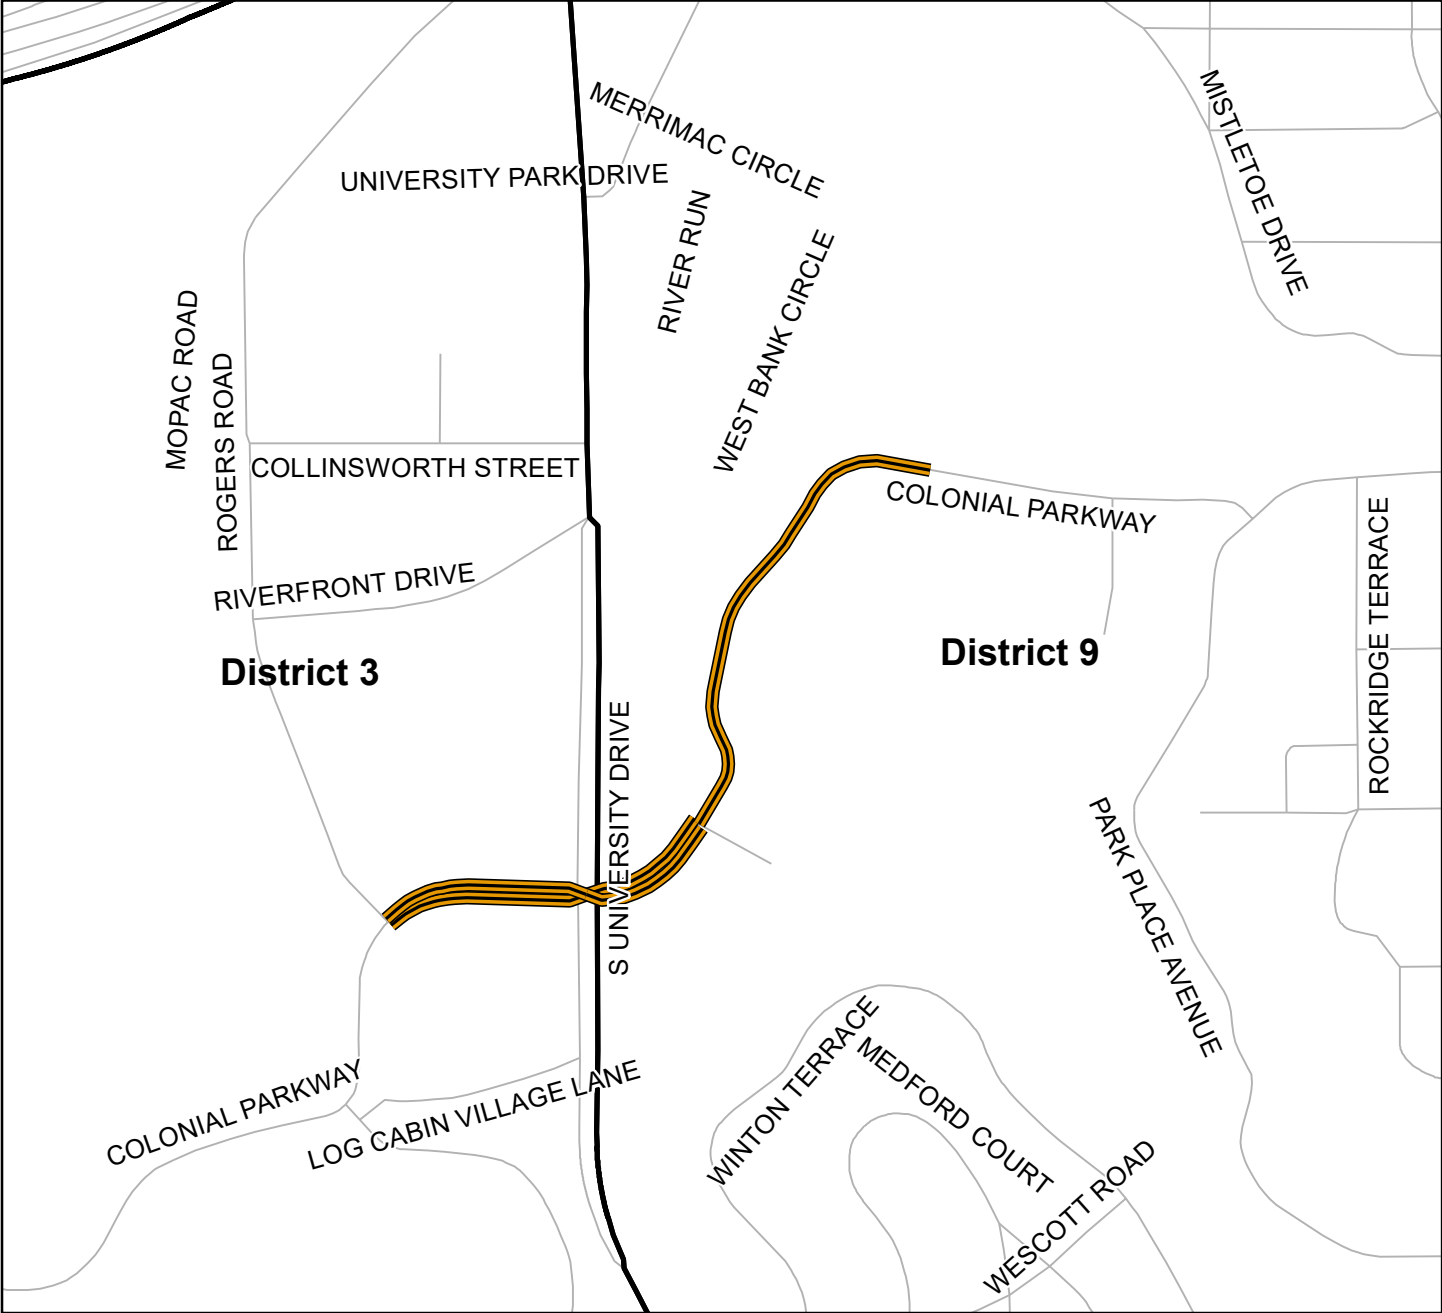 MERRIMAC CIRCLE
MISTLETOE DRIVE
UNIVERSITY PARK DRIVE
RIVER RUN
WEST BANK CIRCLE
MOPAC ROAD
ROGERS ROAD
COLLINSWORTH STREET
COLONIAL PARKWAY
ROCKRIDGE TERRACE
RIVERFRONT DRIVE
District 3
District 9
S UNIVERSITY DRIVE
PARK PLACE AVENUE
WINTON TERRACE
MEDFORD COURT
COLONIAL PARKWAY
LOG CABIN VILLAGE LANE
WESCOTT ROAD